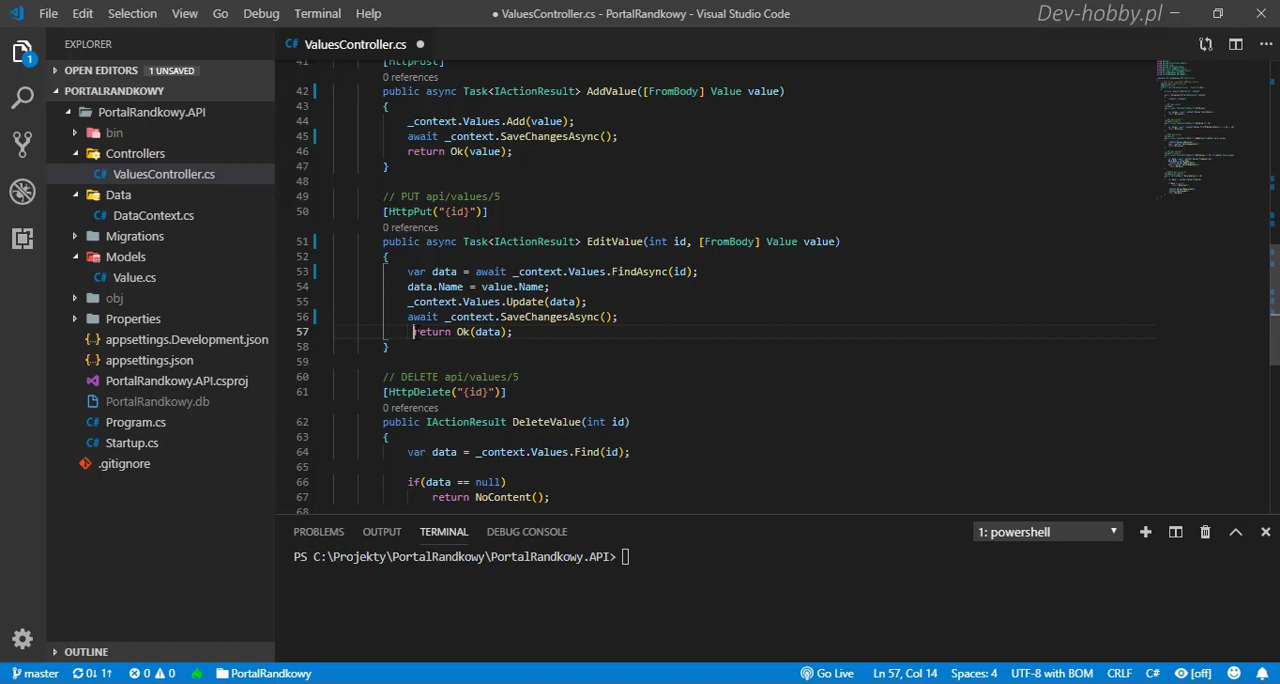 File Edit Selection View Go Debug Terminal Help
● ValuesController.cs - PortalRandkowy - Visual Studio Code
Dev-hobby.pl
1
EXPLORER
OPEN EDITORS 1 UNSAVED
PORTALRANDKOWY
PortalRandkowy.API
bin
Controllers
C# ValuesController.cs
Data
C# DataContext.cs
Migrations
Models
C# Value.cs
obj
Properties
{..} appsettings.Development.json
{..} appsettings.json
PortalRandkowy.API.csproj
PortalRandkowy.db
C# Program.cs
C# Startup.cs
.gitignore
OUTLINE
C# ValuesController.cs ●
41 [HttpPost]
0 references
42 public async Task<IActionResult> AddValue([FromBody] Value value)
43 {
44 _context.Values.Add(value);
45 await _context.SaveChangesAsync();
46 return Ok(value);
47 }
48
49 // PUT api/values/5
50 [HttpPut("{id}")]
0 references
51 public async Task<IActionResult> EditValue(int id, [FromBody] Value value)
52 {
53 var data = await _context.Values.FindAsync(id);
54 data.Name = value.Name;
55 _context.Values.Update(data);
56 await _context.SaveChangesAsync();
57 return Ok(data);
58 }
59
60 // DELETE api/values/5
61 [HttpDelete("{id}")]
0 references
62 public IActionResult DeleteValue(int id)
63 {
64 var data = _context.Values.Find(id);
65
66 if(data == null)
67 return NoContent();
68
PROBLEMS OUTPUT TERMINAL DEBUG CONSOLE 1: powershell
PS C:\Projekty\PortalRandkowy\PortalRandkowy.API>
master 0↓ 1↑ 0 0 PortalRandkowy Go Live Ln 57, Col 14 Spaces: 4 UTF-8 with BOM CRLF C# [off]